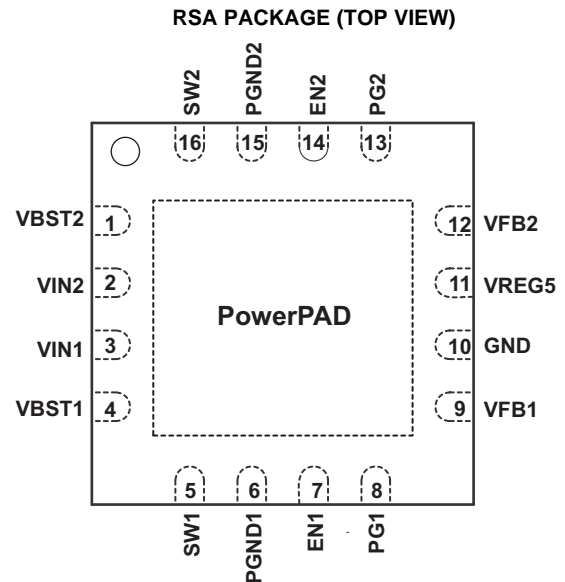 RSA PACKAGE (TOP VIEW)
SW2
PGND2
EN2
PG2
16
15
14
13
VBST2 1
12 VFB2
VIN2 2
11 VREG5
PowerPAD
VIN1 3
10 GND
VBST1 4
9 VFB1
5
6
7
8
SW1
PGND1
EN1
PG1